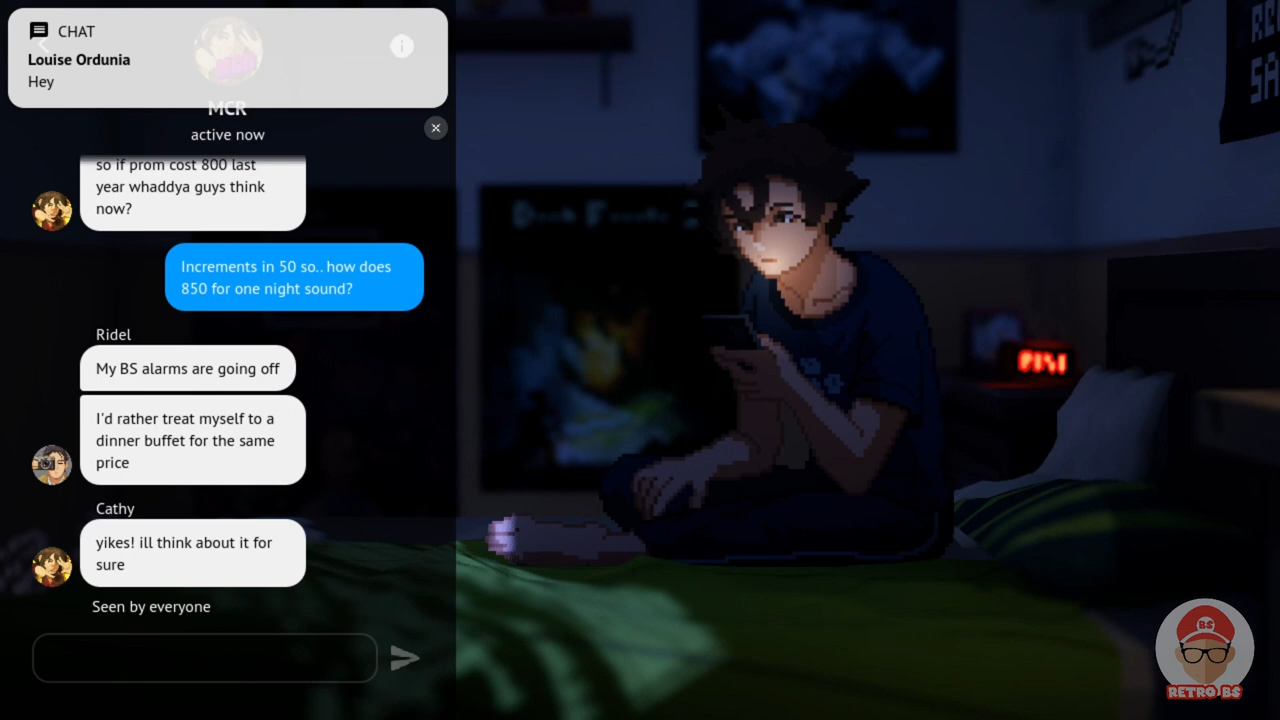 CHAT
Louise Ordunia
Hey
MCR
active now
so if prom cost 800 last
year whaddya guys think
now?
Increments in 50 so.. how does
850 for one night sound?
Ridel
My BS alarms are going off
I'd rather treat myself to a
dinner buffet for the same
price
Cathy
yikes! ill think about it for
sure
Seen by everyone
BS
RETRO BS